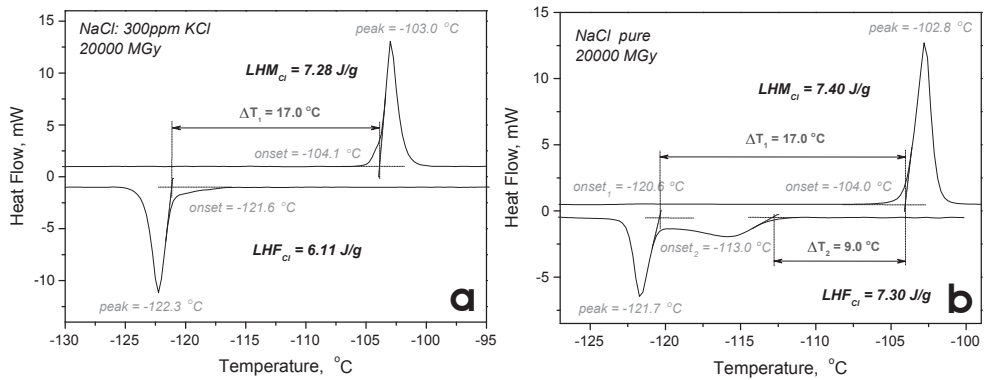 NaCl: 300ppm KCl
20000 MGy
peak = -103.0 °C
LHM_Cl = 7.28 J/g
ΔT₁ = 17.0 °C
onset = -104.1 °C
onset = -121.6 °C
LHF_Cl = 6.11 J/g
peak = -122.3 °C
a
Heat Flow, mW
15
10
5
0
-5
-10
-130 -125 -120 -115 -110 -105 -100 -95
Temperature, °C
NaCl pure
20000 MGy
peak = -102.8 °C
LHM_Cl = 7.40 J/g
ΔT₁ = 17.0 °C
onset₁ = -120.6 °C
onset = -104.0 °C
onset₂ = -113.0 °C
ΔT₂ = 9.0 °C
LHF_Cl = 7.30 J/g
peak = -121.7 °C
b
Heat Flow, mW
15
10
5
0
-5
-125 -120 -115 -110 -105 -100
Temperature, °C